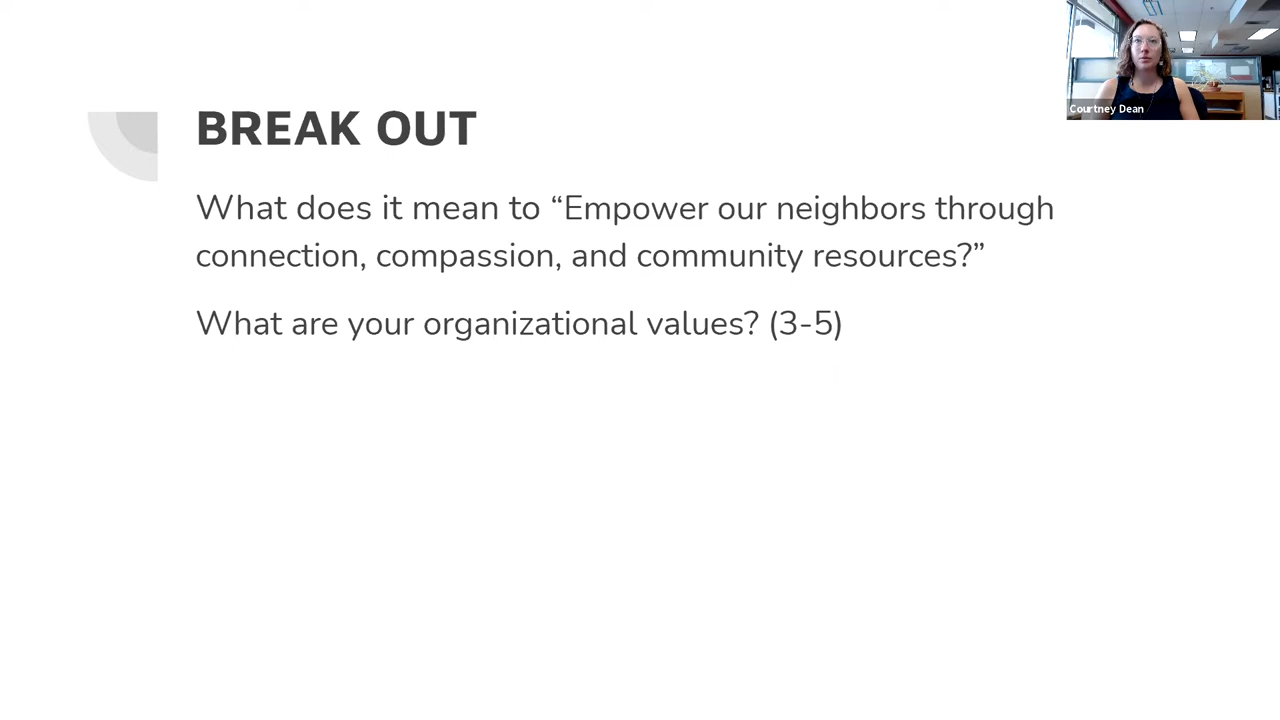 Courtney Dean
BREAK OUT
What does it mean to “Empower our neighbors through
connection, compassion, and community resources?”
What are your organizational values? (3-5)